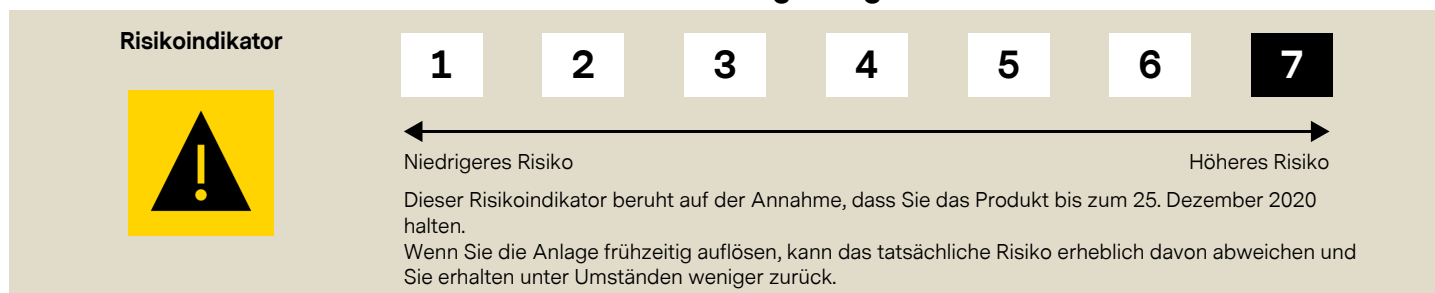 Risikoindikator
1 2 3 4 5 6 7
Niedrigeres Risiko Höheres Risiko
Dieser Risikoindikator beruht auf der Annahme, dass Sie das Produkt bis zum 25. Dezember 2020
halten.
Wenn Sie die Anlage frühzeitig auflösen, kann das tatsächliche Risiko erheblich davon abweichen und
Sie erhalten unter Umständen weniger zurück.